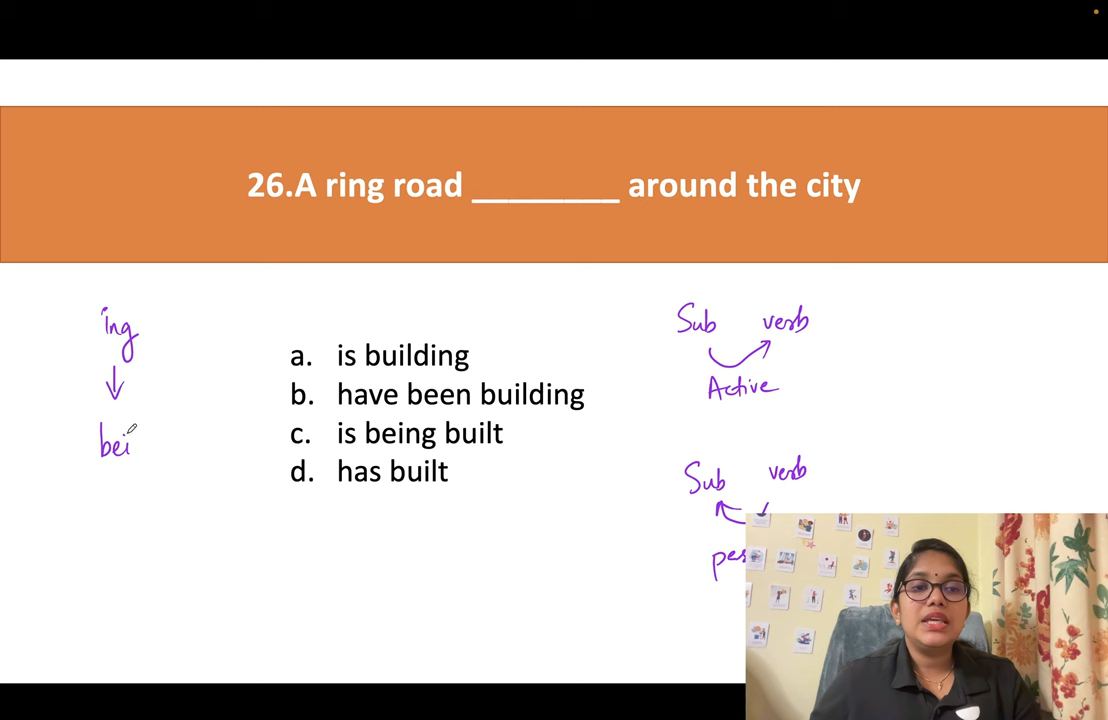 26.A ring road ________ around the city
ing
bei
a. is building
b. have been building
c. is being built
d. has built
Sub verb
Active
Sub verb